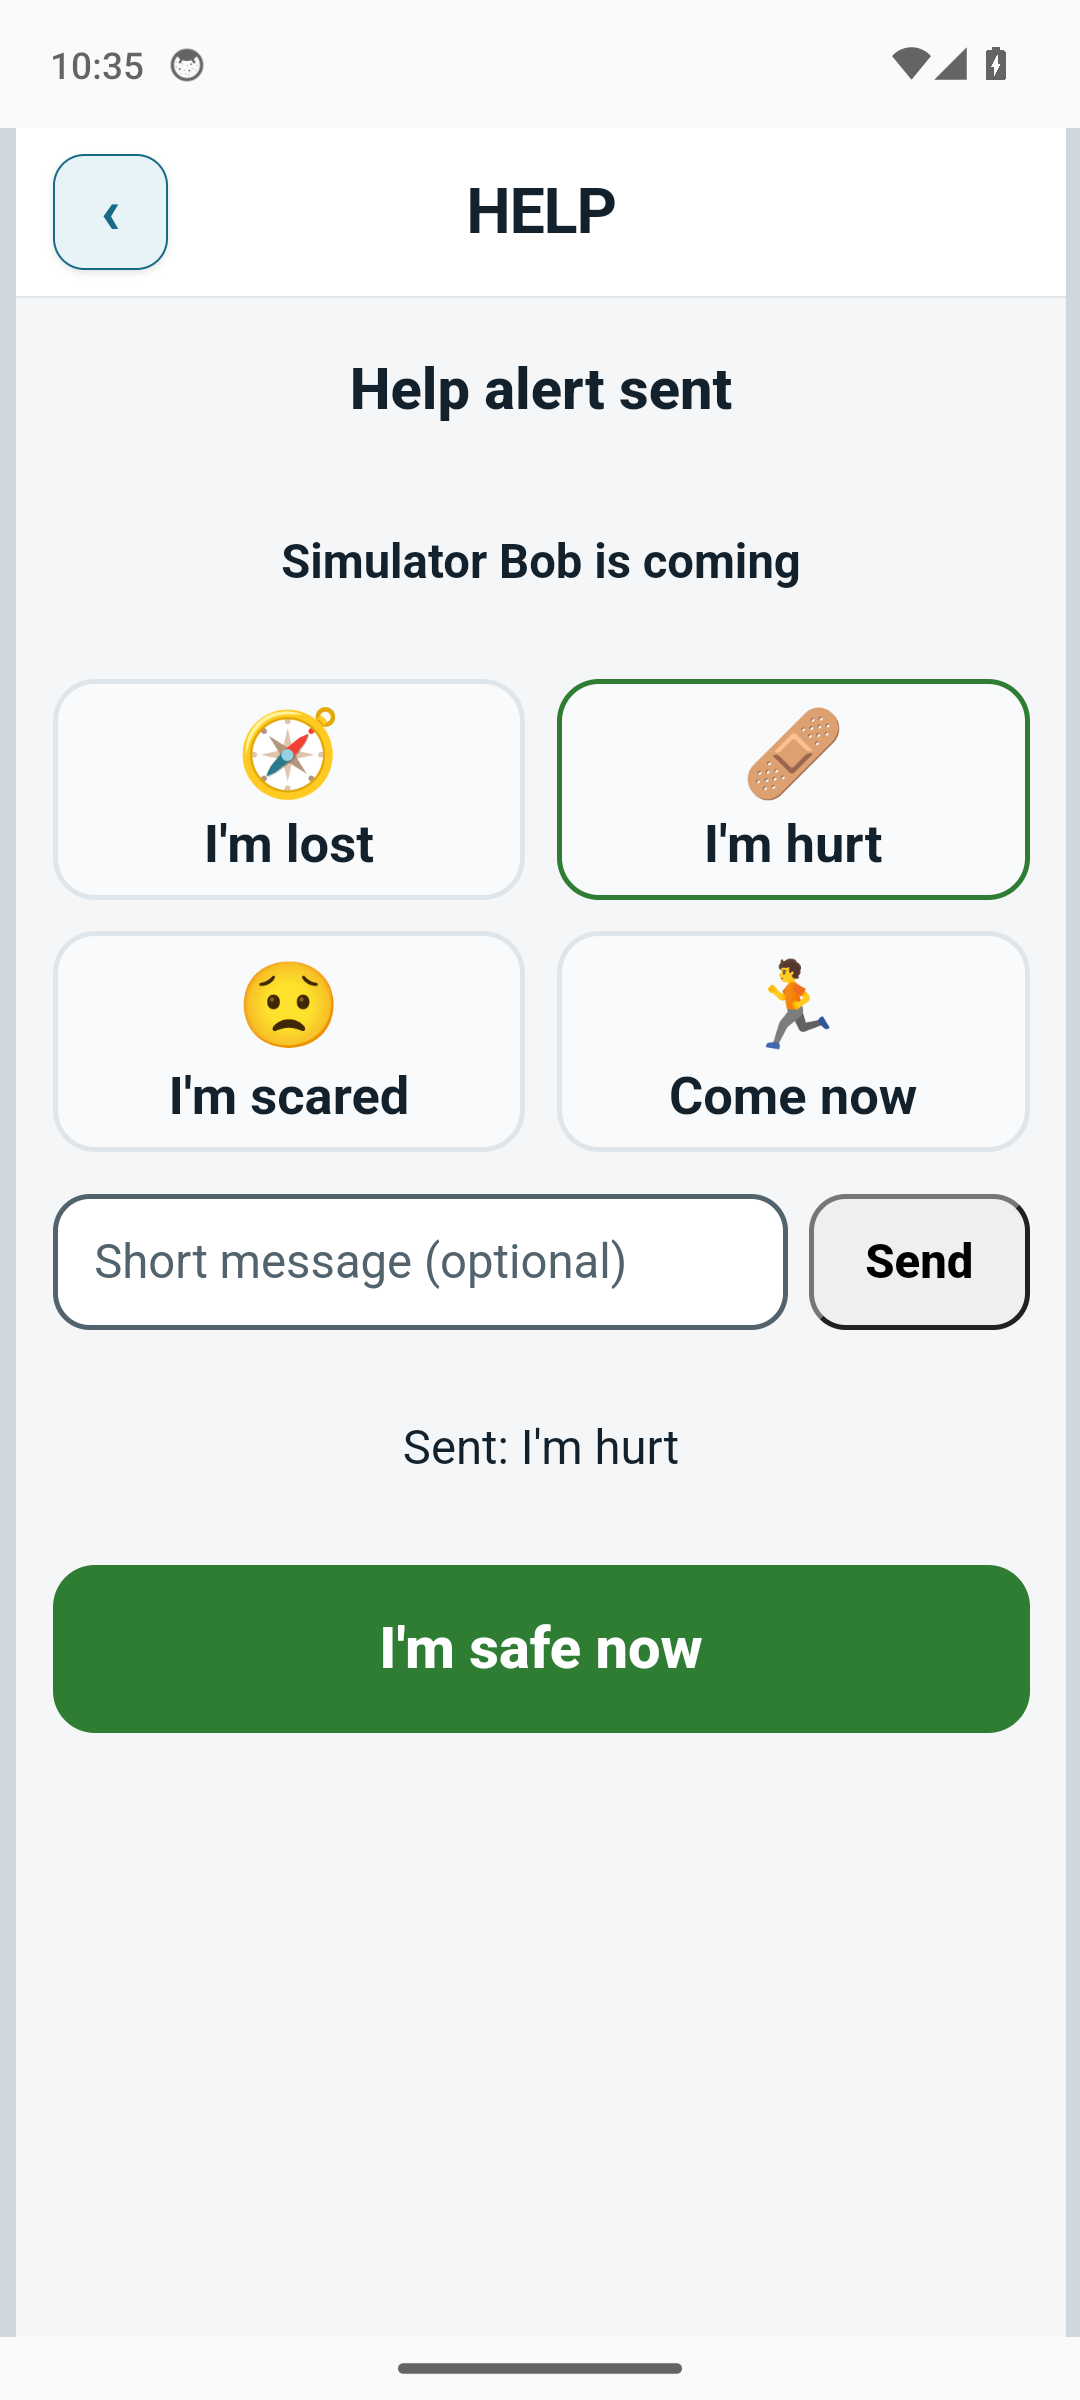 10:35
‹
HELP
Help alert sent
Simulator Bob is coming
I'm lost
I'm hurt
I'm scared
Come now
Short message (optional)
Send
Sent: I'm hurt
I'm safe now